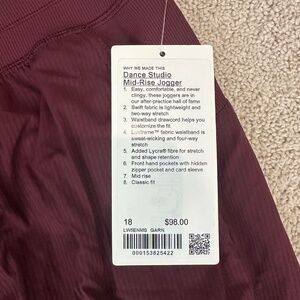 WHY WE MADE THIS
Dance Studio
Mid-Rise Jogger
1. Easy, comfortable, and never
clingy, these joggers are in
our after-practice hall of fame
2. Swift fabric is lightweight and
two-way stretch
3. Waistband drawcord helps you
customize the fit
4. Luxtreme™ fabric waistband is
sweat-wicking and four-way
stretch
5. Added Lycra® fibre for stretch
and shape retention
6. Front hand pockets with hidden
zipper pocket and card sleeve
7. Mid rise
8. Classic fit
18 $98.00
LW5ENMS GARN
000153825422